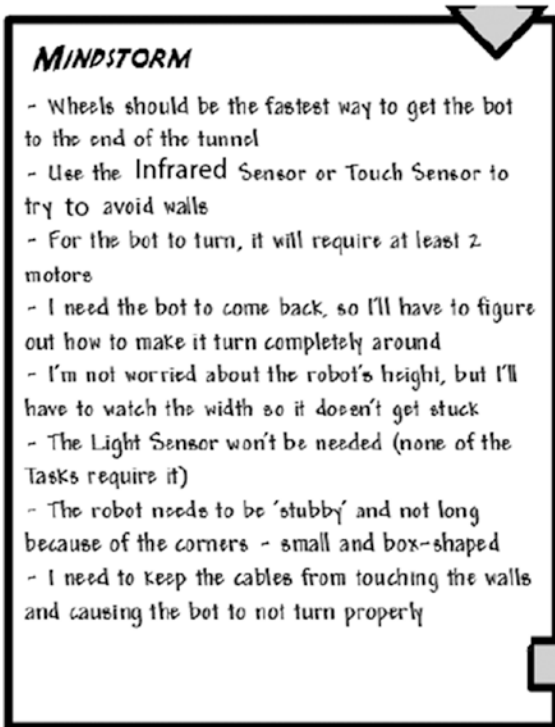 MINDSTORM
- Wheels should be the fastest way to get the bot
to the end of the tunnel
- Use the Infrared Sensor or Touch Sensor to
try to avoid walls
- For the bot to turn, it will require at least 2
motors
- I need the bot to come back, so I'll have to figure
out how to make it turn completely around
- I'm not worried about the robot's height, but I'll
have to watch the width so it doesn't get stuck
- The Light Sensor won't be needed (none of the
Tasks require it)
- The robot needs to be 'stubby' and not long
because of the corners - small and box-shaped
- I need to keep the cables from touching the walls
and causing the bot to not turn properly